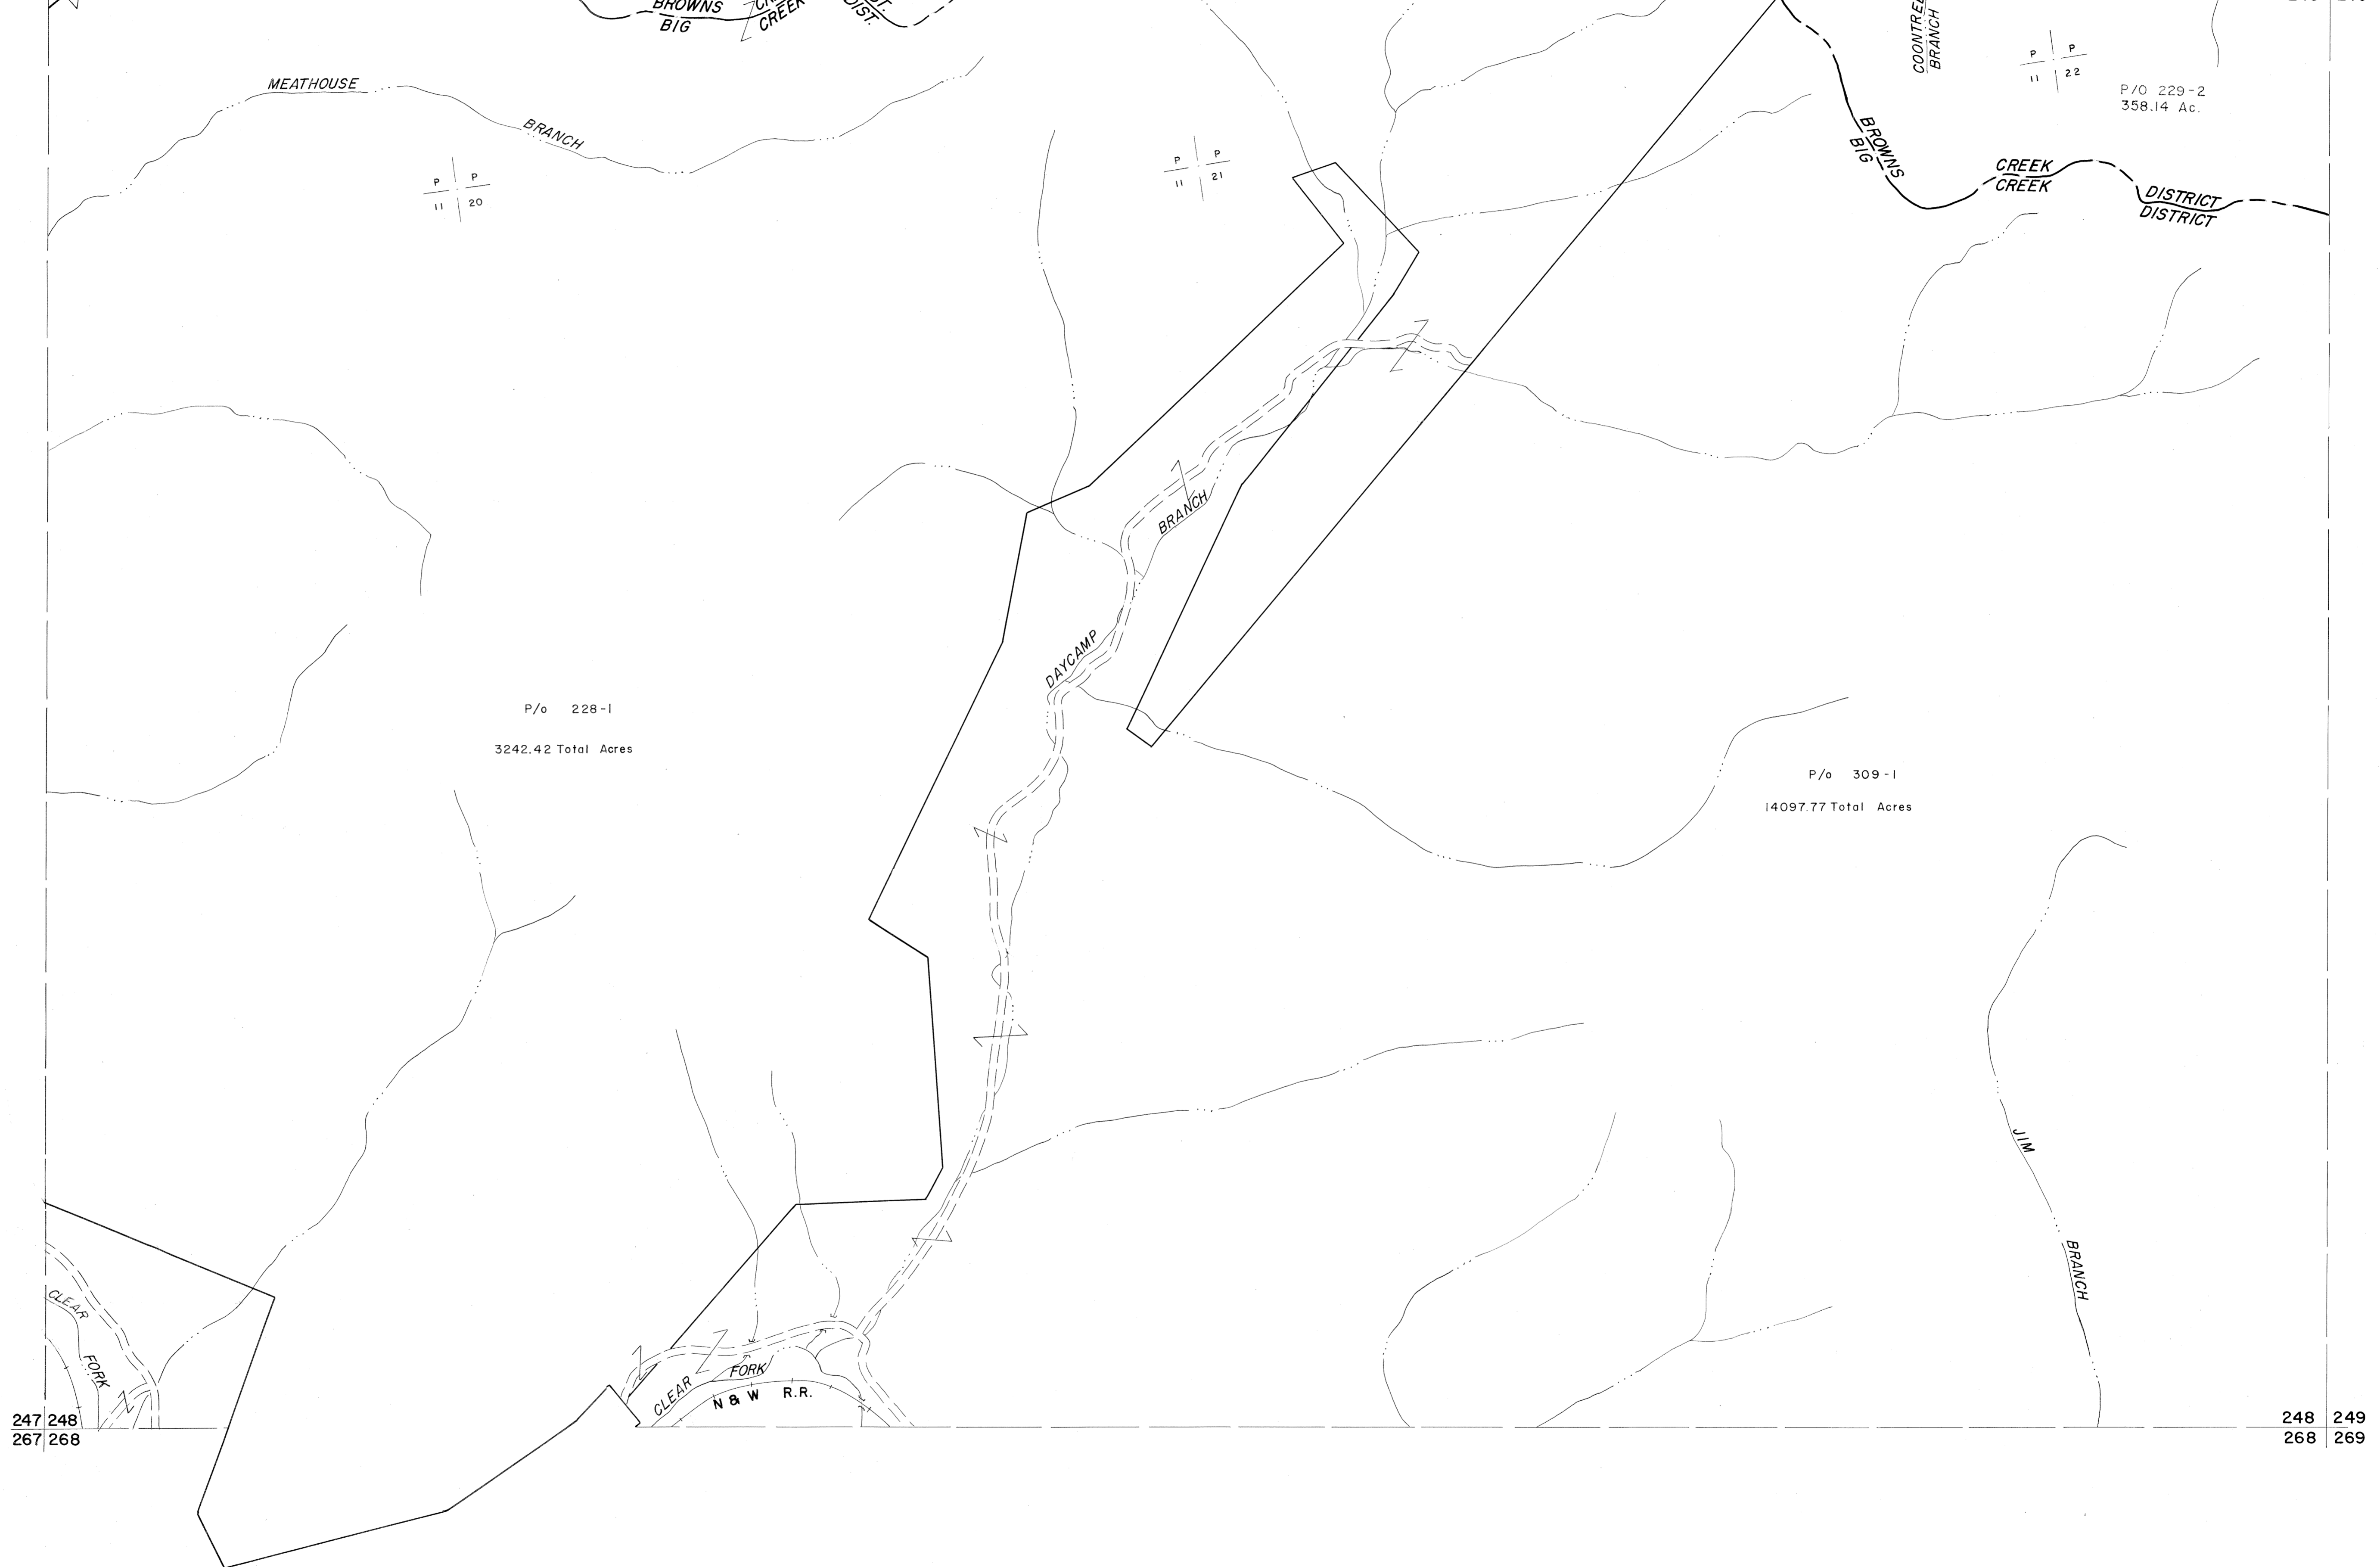 BROWNS
BIG
CREEK
DIST.
COONTREE
BRANCH
MEATHOUSE
BRANCH
P P
11 20
P P
11 21
P P
11 22
P/O 229-2
358.14 Ac.
BROWNS
BIG
CREEK
CREEK
DISTRICT
DISTRICT
BRANCH
DAYCAMP
P/o 228-1
3242.42 Total Acres
P/o 309-1
14097.77 Total Acres
JIM
BRANCH
CLEAR
FORK
CLEAR
FORK
N & W R.R.
247 248
267 268
248 249
268 269